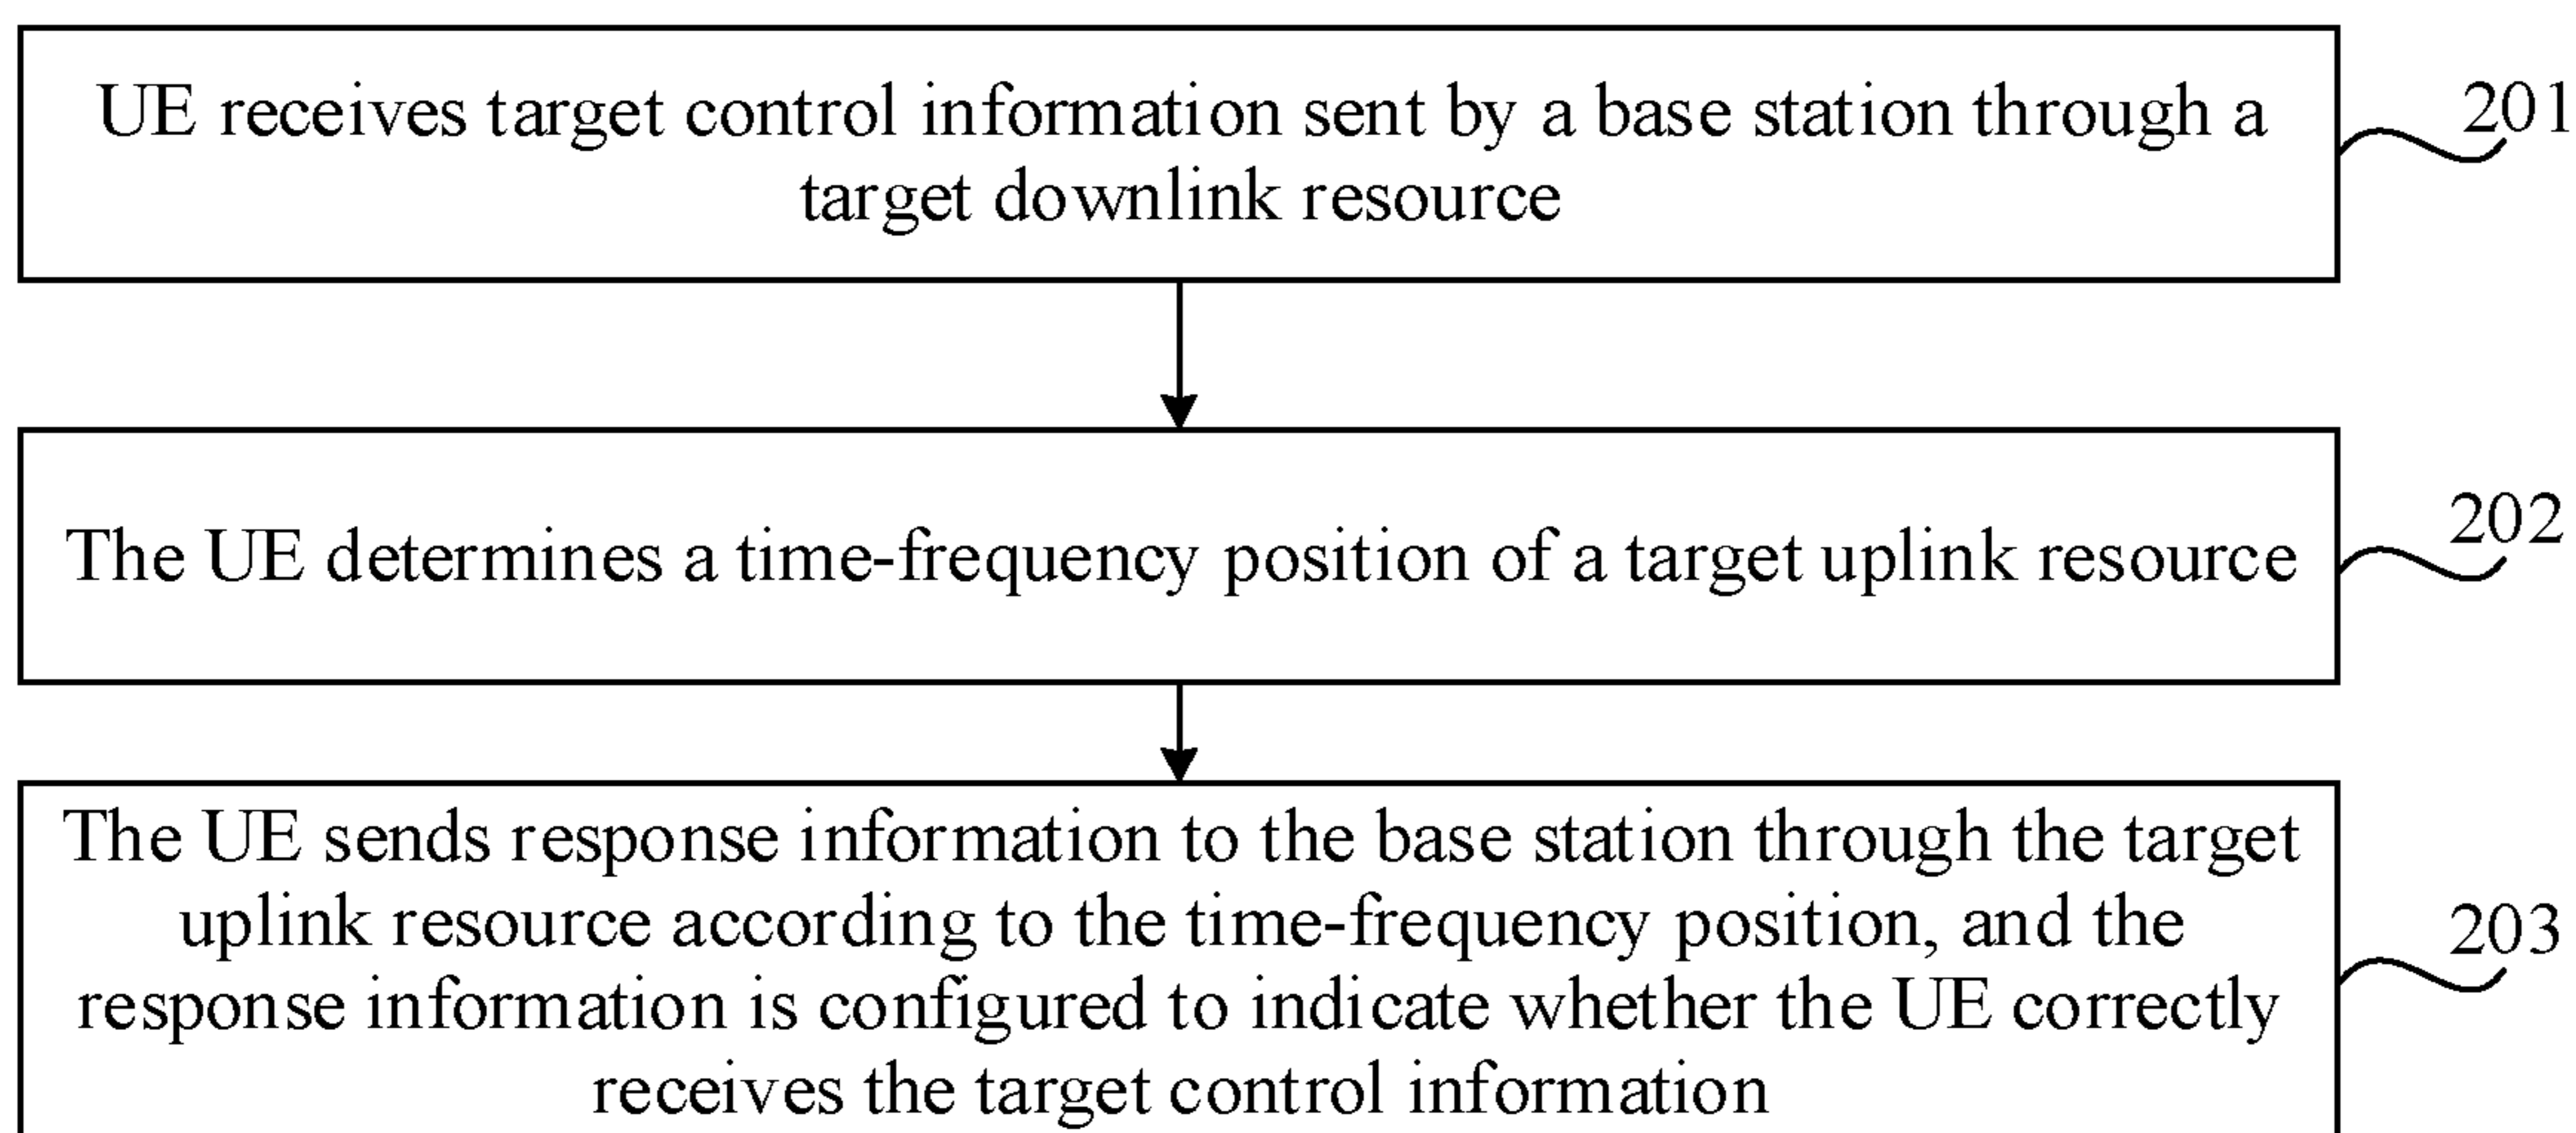 UE receives target control information sent by a base station through a
target downlink resource
201
The UE determines a time-frequency position of a target uplink resource
202
The UE sends response information to the base station through the target
uplink resource according to the time-frequency position, and the
response information is configured to indicate whether the UE correctly
receives the target control information
203